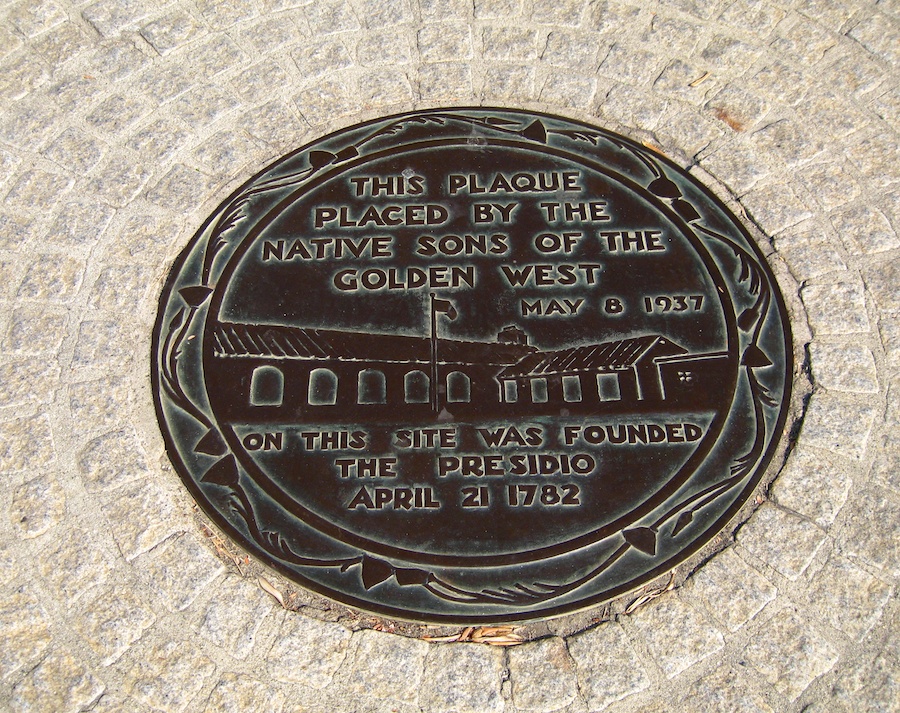 THIS PLAQUE
PLACED BY THE
NATIVE SONS OF THE
GOLDEN WEST
MAY 8 1937
ON THIS SITE WAS FOUNDED
THE PRESIDIO
APRIL 21 1782